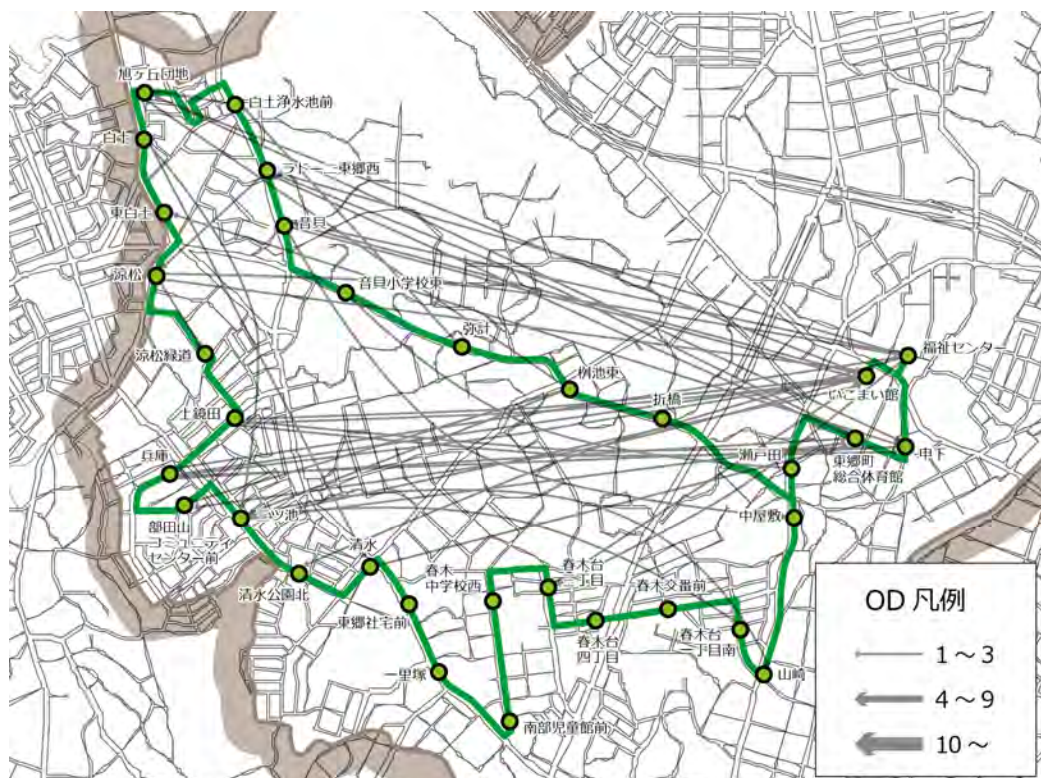 旭ケ丘団地
白土浄水池前
白土
ラドーニ東郷西
東白土
音貝
涼松
音貝小学校東
弥計
涼松緑道
福祉センター
いこまい館
桝池東
折橋
上鏡田
兵庫
瀬戸田
東郷町
総合体育館
申下
部田山
コミュニティ
センター前
二ツ池
中屋敷
清水
清水公園北
春木
中学校西
春木台
二丁目
春木交番前
東郷社宅前
春木台
四丁目
春木台
一丁目南
一里塚
山崎
南部児童館前
OD 凡例
1～3
4～9
10～